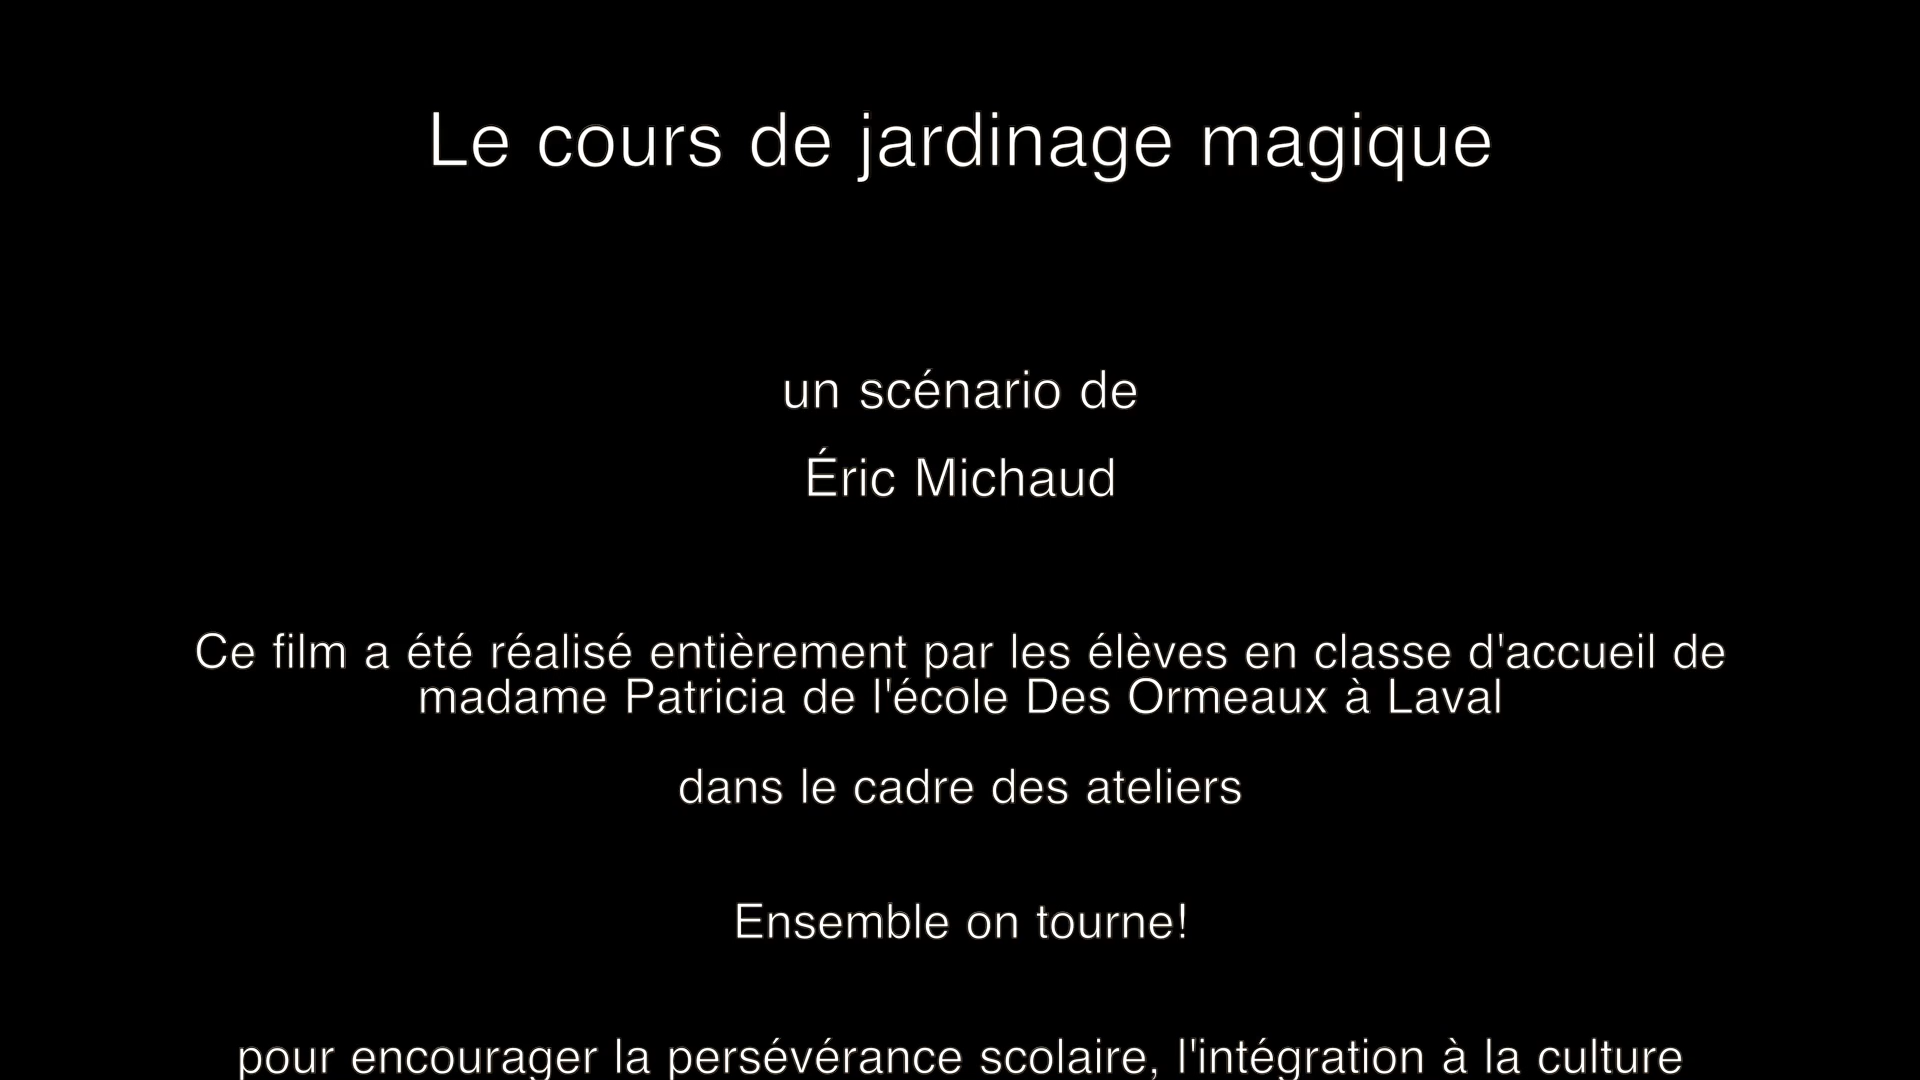 Le cours de jardinage magique
un scénario de
Éric Michaud
Ce film a été réalisé entièrement par les élèves en classe d'accueil de
madame Patricia de l'école Des Ormeaux à Laval
dans le cadre des ateliers
Ensemble on tourne!
pour encourager la persévérance scolaire, l'intégration à la culture